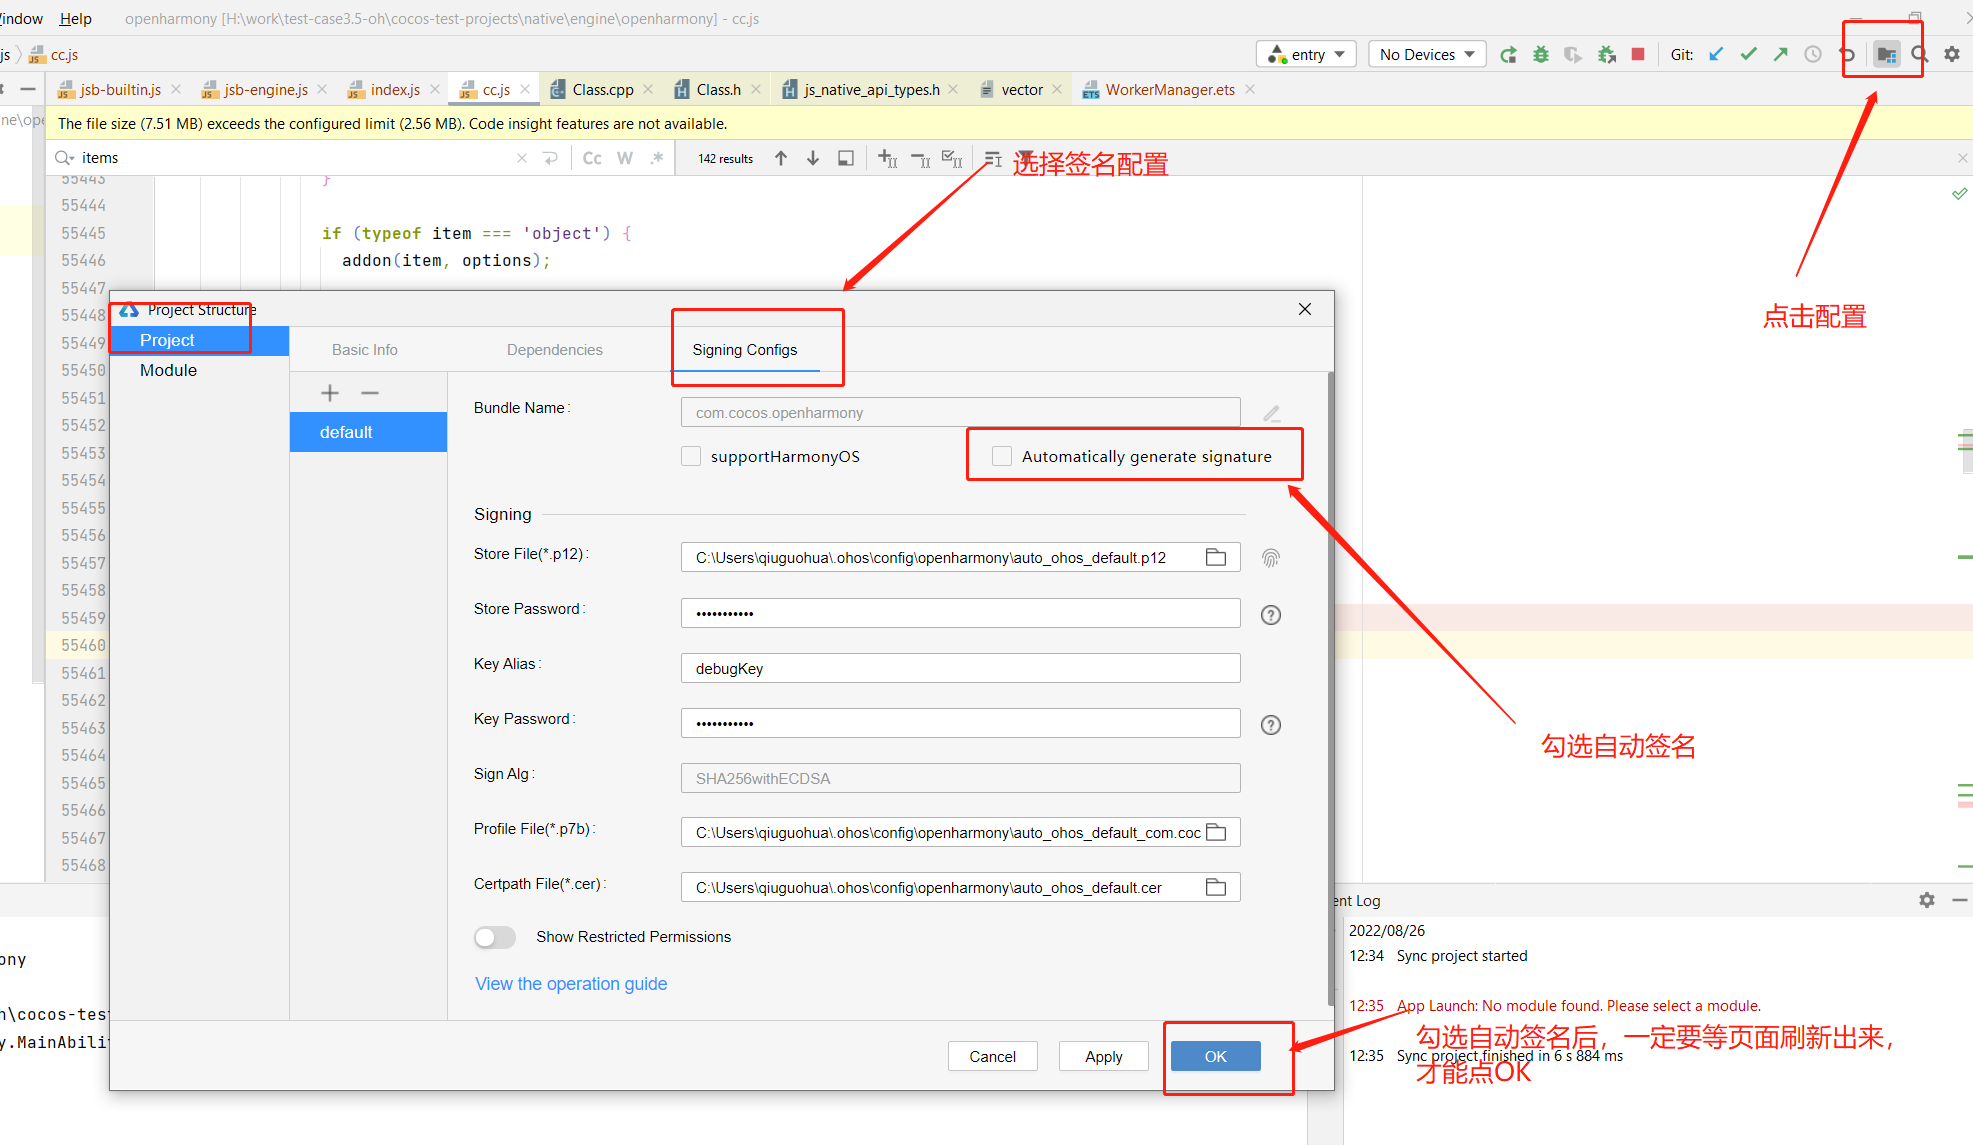 indow Help openharmony [H:\work\test-case3.5-oh\cocos-test-projects\native\engine\openharmony] - cc.js
js cc.js entry No Devices Git:
jsb-builtin.js jsb-engine.js index.js cc.js Class.cpp Class.h js_native_api_types.h vector WorkerManager.ets
ne\ope
The file size (7.51 MB) exceeds the configured limit (2.56 MB). Code insight features are not available.
items Cc W .* 142 results
选择签名配置
点击配置
55443 }
55444
55445 if (typeof item === 'object') {
55446 addon(item, options);
55447
55448
55449
55450
55451
55452
55453
55454
55455
55456
55457
55458
55459
55460
55461
55462
55463
55464
55465
55466
55467
55468
Project Structure
Project
Module
Basic Info Dependencies Signing Configs
default
Bundle Name: com.cocos.openharmony
supportHarmonyOS Automatically generate signature
Signing
Store File(*.p12): C:\Users\qiuguohua\.ohos\config\openharmony\auto_ohos_default.p12
Store Password: •••••••••••
Key Alias: debugKey
Key Password: •••••••••••
勾选自动签名
Sign Alg: SHA256withECDSA
Profile File(*.p7b): C:\Users\qiuguohua\.ohos\config\openharmony\auto_ohos_default_com.coc
Certpath File(*.cer): C:\Users\qiuguohua\.ohos\config\openharmony\auto_ohos_default.cer
Show Restricted Permissions
View the operation guide
Cancel Apply OK
ony
h\cocos-tes
y.MainAbili
ent Log
2022/08/26
12:34 Sync project started
12:35 App Launch: No module found. Please select a module.
勾选自动签名后，一定要等页面刷新出来，
12:35 Sync project finished in 6 s 884 ms
才能点OK